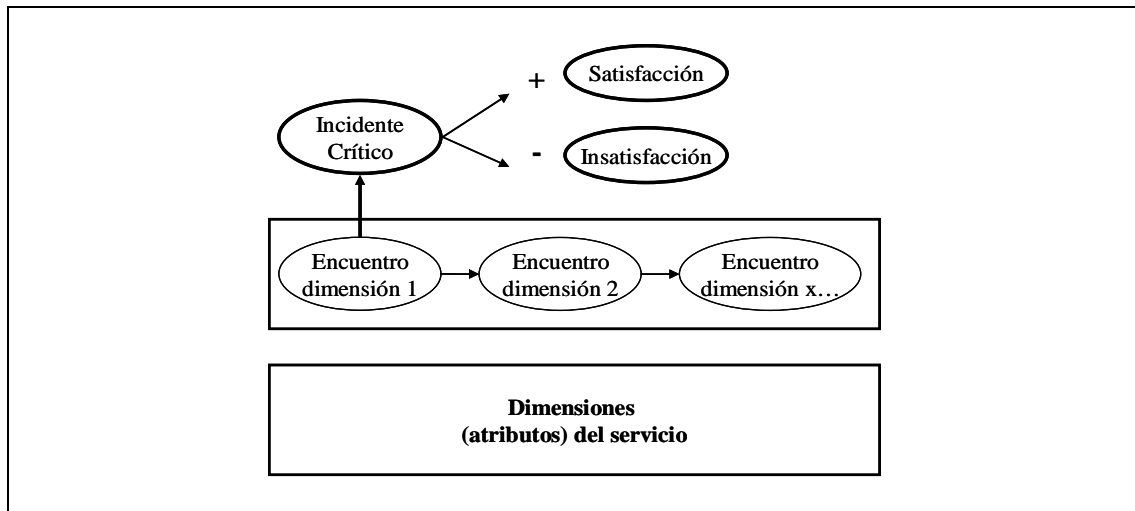 +
Satisfacción
Incidente
Crítico
-
Insatisfacción
Encuentro
dimensión 1
Encuentro
dimensión 2
Encuentro
dimensión x…
Dimensiones
(atributos) del servicio